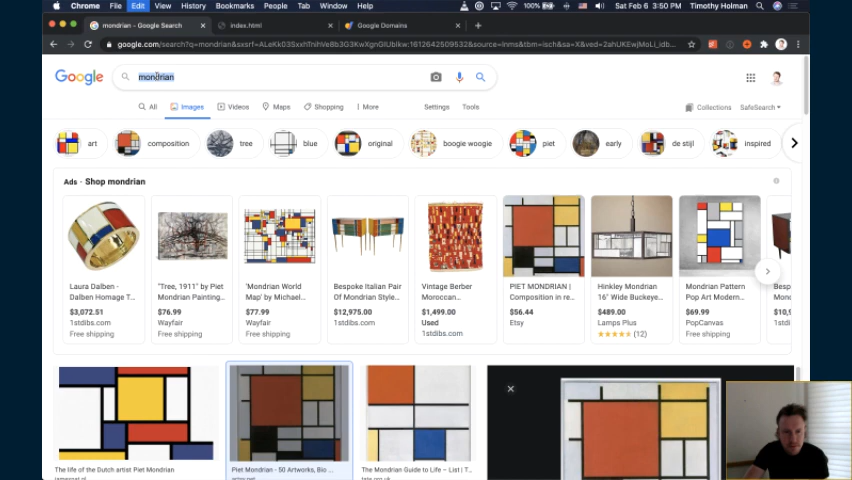 Chrome File Edit View History Bookmarks People Tab Window Help 100% Sat Feb 6 3:50 PM Timothy Holman
mondrian - Google Search × index.html × Google Domains × +
Google
mondrian
All Images Videos Maps Shopping More Settings Tools Collections SafeSearch
art composition tree blue original boogie woogie piet early de stijl inspired
Ads · Shop mondrian
Laura Dalben - "Tree, 1911" by Piet 'Mondrian World Bespoke Italian Pair Vintage Berber PIET MONDRIAN | Hinkley Mondrian Mondrian Pattern
Dalben Homage T... Mondrian Painting... Map' by Michael... Of Mondrian Style... Moroccan... Composition in re... 16" Wide Buckeye... Pop Art Modern...
$3,072.51 $76.99 $77.99 $12,975.00 $1,499.00 $56.44 $489.00 $69.99
1stdibs.com Wayfair Wayfair 1stdibs.com Used Etsy Lamps Plus PopCanvas
Free shipping Free shipping Free shipping 1stdibs.com (12) Free shipping
The life of the Dutch artist Piet Mondrian Piet Mondrian - 50 Artworks, Bio ... The Mondrian Guide to Life – List | T...